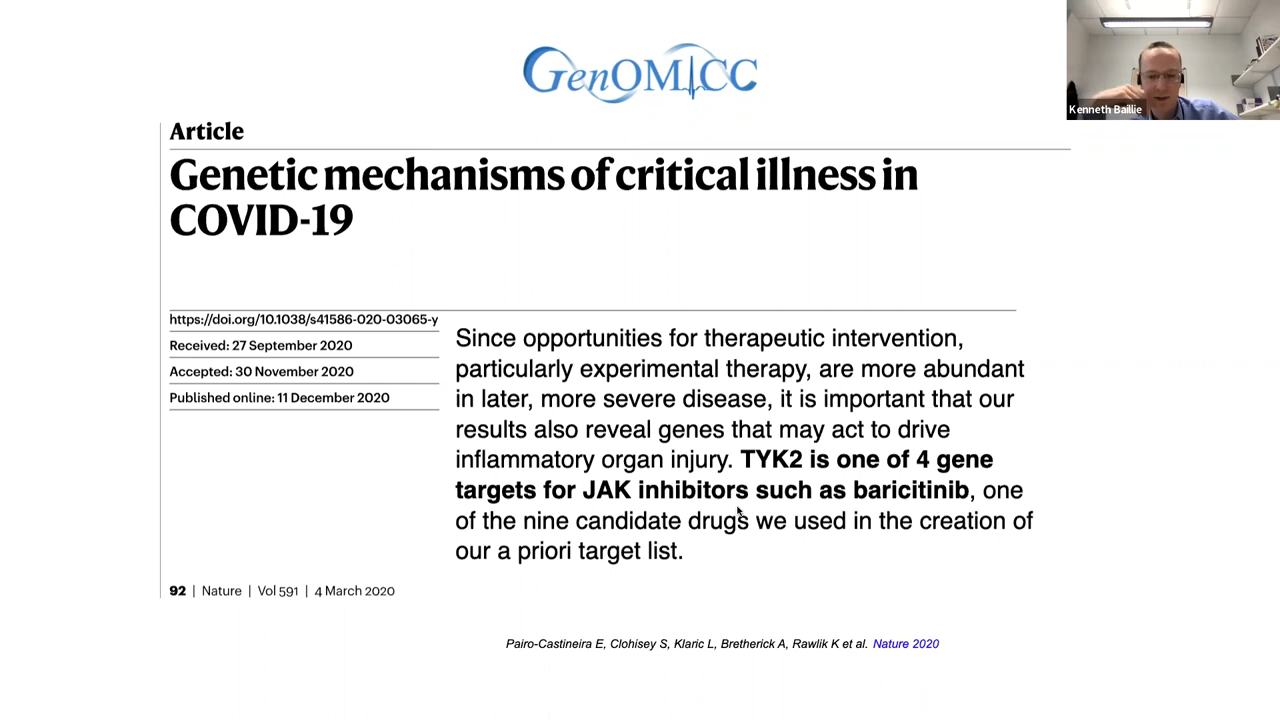 GenOMICC
Kenneth Baillie
Article
Genetic mechanisms of critical illness in
COVID-19
https://doi.org/10.1038/s41586-020-03065-y
Received: 27 September 2020
Accepted: 30 November 2020
Published online: 11 December 2020
Since opportunities for therapeutic intervention,
particularly experimental therapy, are more abundant
in later, more severe disease, it is important that our
results also reveal genes that may act to drive
inflammatory organ injury. TYK2 is one of 4 gene
targets for JAK inhibitors such as baricitinib, one
of the nine candidate drugs we used in the creation of
our a priori target list.
92 | Nature | Vol 591 | 4 March 2020
Pairo-Castineira E, Clohisey S, Klaric L, Bretherick A, Rawlik K et al. Nature 2020